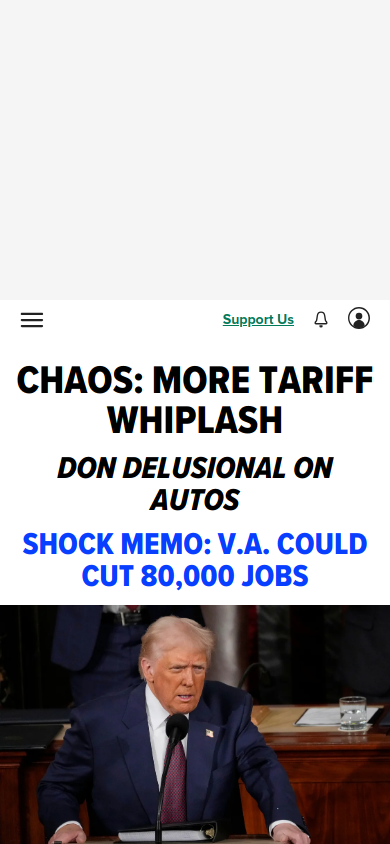 Support Us
CHAOS: MORE TARIFF
WHIPLASH
DON DELUSIONAL ON
AUTOS
SHOCK MEMO: V.A. COULD
CUT 80,000 JOBS